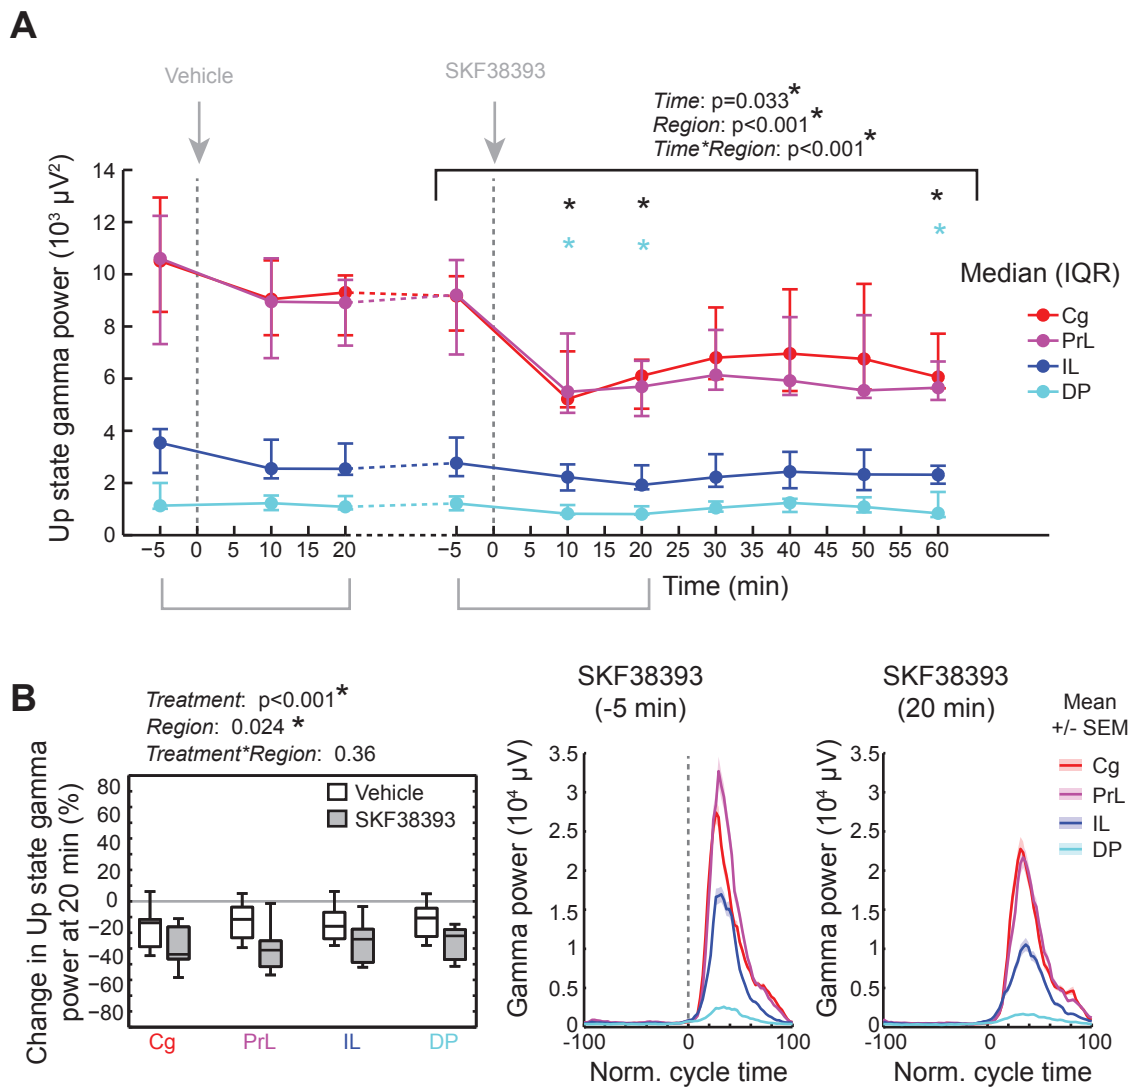 A
Vehicle
SKF38393
Time: p=0.033*
Region: p<0.001*
Time*Region: p<0.001*
Up state gamma power (10³ µV²)
14
12
10
8
6
4
2
0
* * *
* * *
Median (IQR)
Cg
PrL
IL
DP
−5 0 5 10 15 20 −5 0 5 10 15 20 25 30 35 40 45 50 55 60
Time (min)
B
Treatment: p<0.001*
Region: 0.024 *
Treatment*Region: 0.36
Change in Up state gamma
power at 20 min (%)
80
60
40
20
0
−20
−40
−60
−80
Vehicle
SKF38393
Cg PrL IL DP
SKF38393
(-5 min)
Gamma power (10⁴ µV)
3.5
3
2.5
2
1.5
1
0.5
0
-100 0 100
Norm. cycle time
SKF38393
(20 min)
Gamma power (10⁴ µV)
3.5
3
2.5
2
1.5
1
0.5
0
-100 0 100
Norm. cycle time
Mean
+/- SEM
Cg
PrL
IL
DP